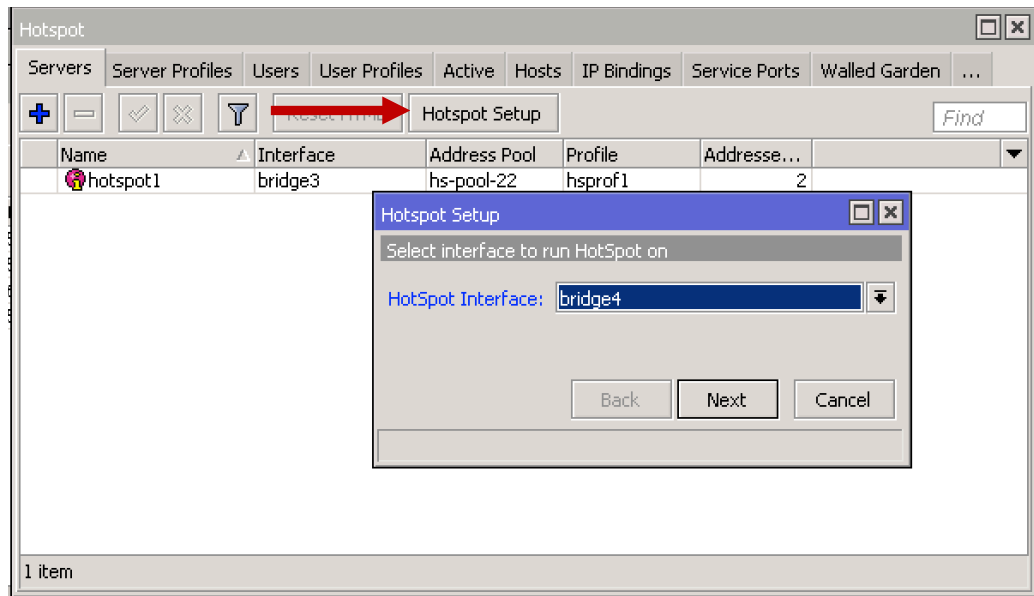 Hotspot
Servers Server Profiles Users User Profiles Active Hosts IP Bindings Service Ports Walled Garden ...
Hotspot Setup Find
Name Interface Address Pool Profile Addresse...
hotspot1 bridge3 hs-pool-22 hsprof1 2
Hotspot Setup
Select interface to run HotSpot on
HotSpot Interface: bridge4
Back Next Cancel
1 item